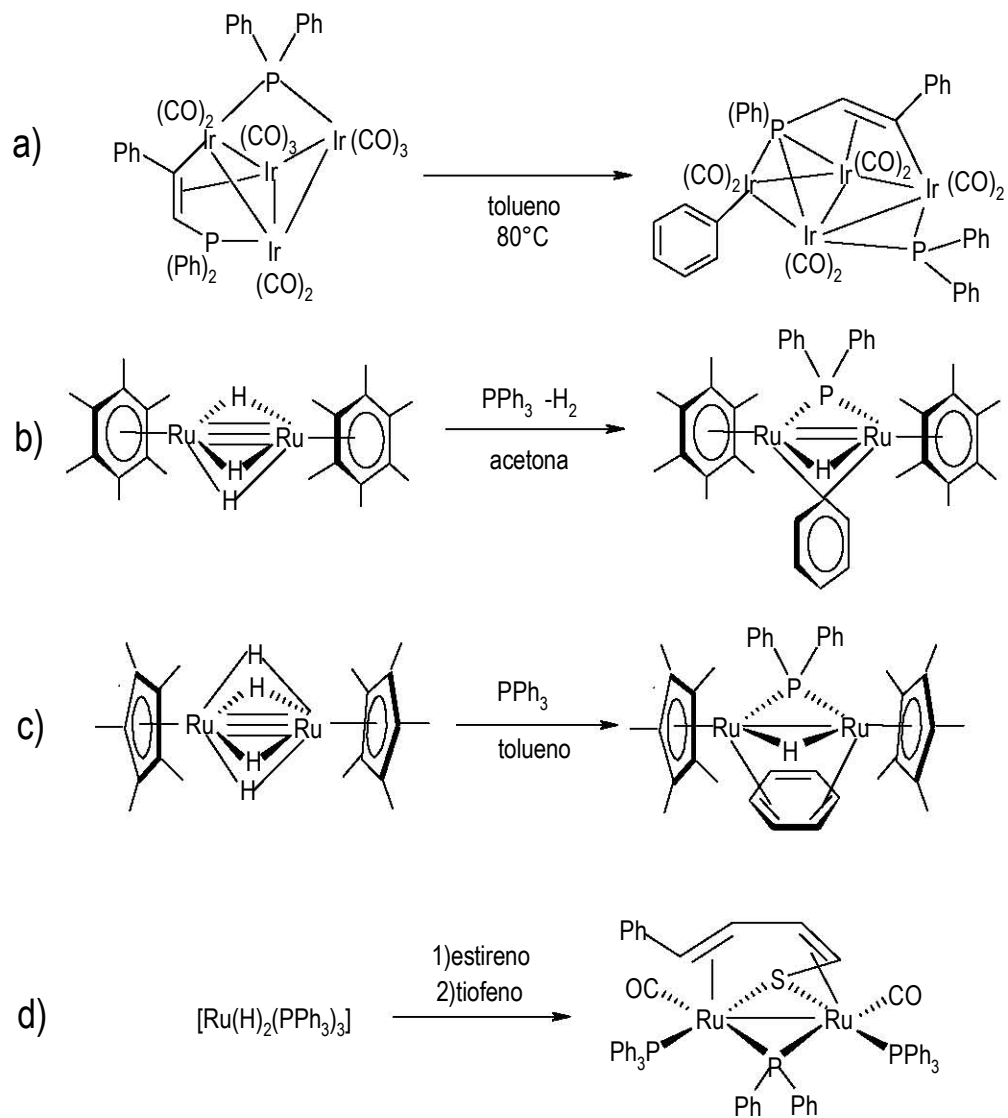 a)
Ph Ph
P
(CO)2 (CO)3
Ir Ir (CO)3
Ph Ir
P Ir
(Ph)2 (CO)2
tolueno
80°C
Ph
(Ph) P
(CO)2 Ir Ir (CO)2 Ir (CO)2
Ir P Ph
(CO)2 Ph
b)
H
Ru Ru
H
H
PPh3 -H2
acetona
Ph Ph
P
Ru Ru
H
c)
H
H
Ru Ru
H
H
PPh3
tolueno
Ph Ph
P
Ru Ru
H
d)
[Ru(H)2(PPh3)3]
1)estireno
2)tiofeno
Ph
S
OC CO
Ru Ru
Ph3P P PPh3
Ph Ph